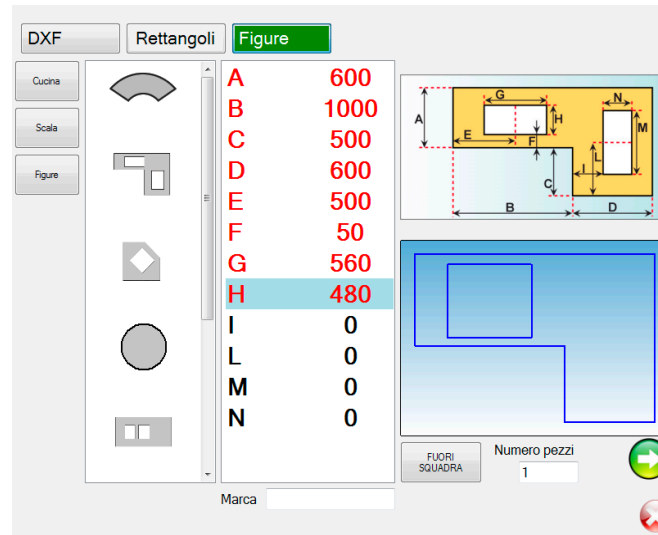 DXF Rettangoli Figure
Cucina
Scala
Figure
A 600
B 1000
C 500
D 600
E 500
F 50
G 560
H 480
I 0
L 0
M 0
N 0
Marca
G N
A H M
E F L
I
C
B D
FUORI
SQUADRA
Numero pezzi
1